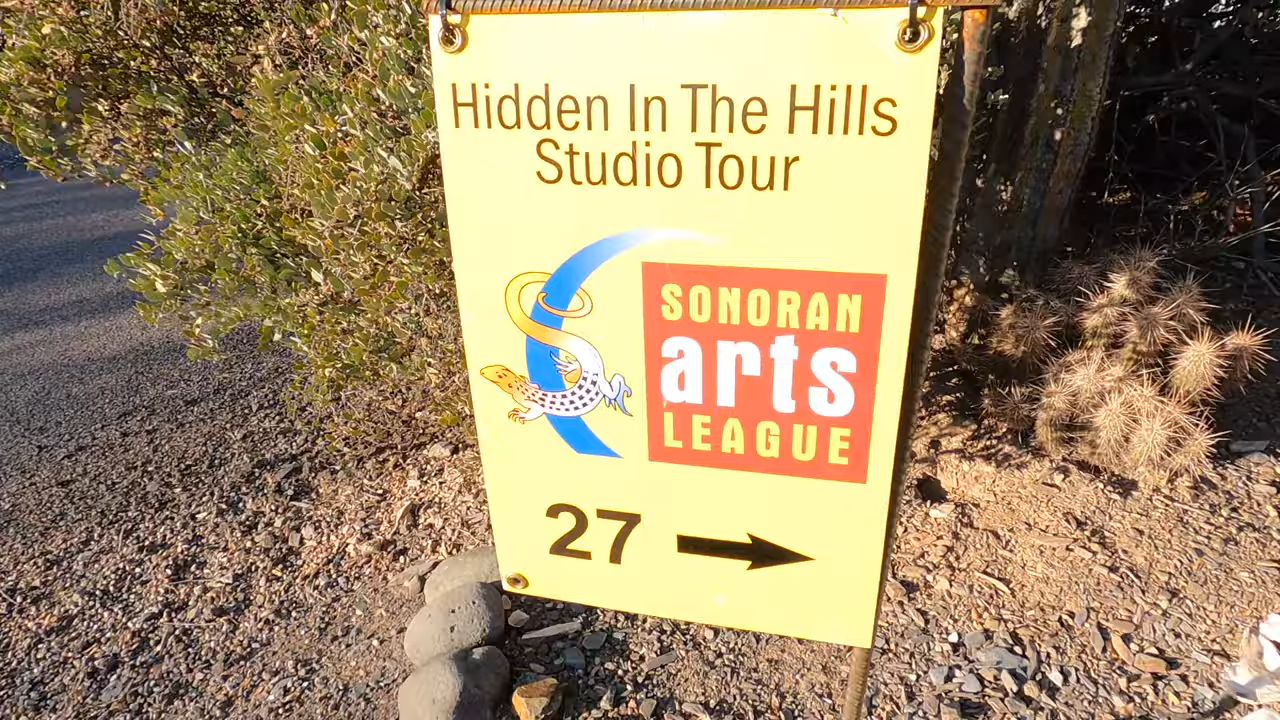 Hidden In The Hills
Studio Tour
SONORAN
arts
LEAGUE
27